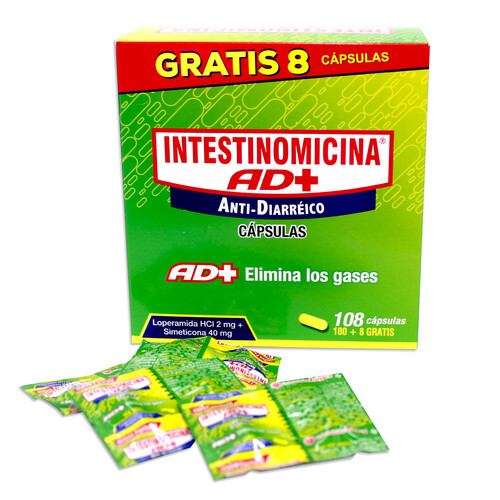 GRATIS 8 CÁPSULAS
INTESTINOMICINA®
AD+
ANTI-DIARRÉICO
CÁPSULAS
AD+ Elimina los gases
Loperamida HCl 2 mg +
Simeticona 40 mg
108 cápsulas
100 + 8 GRATIS